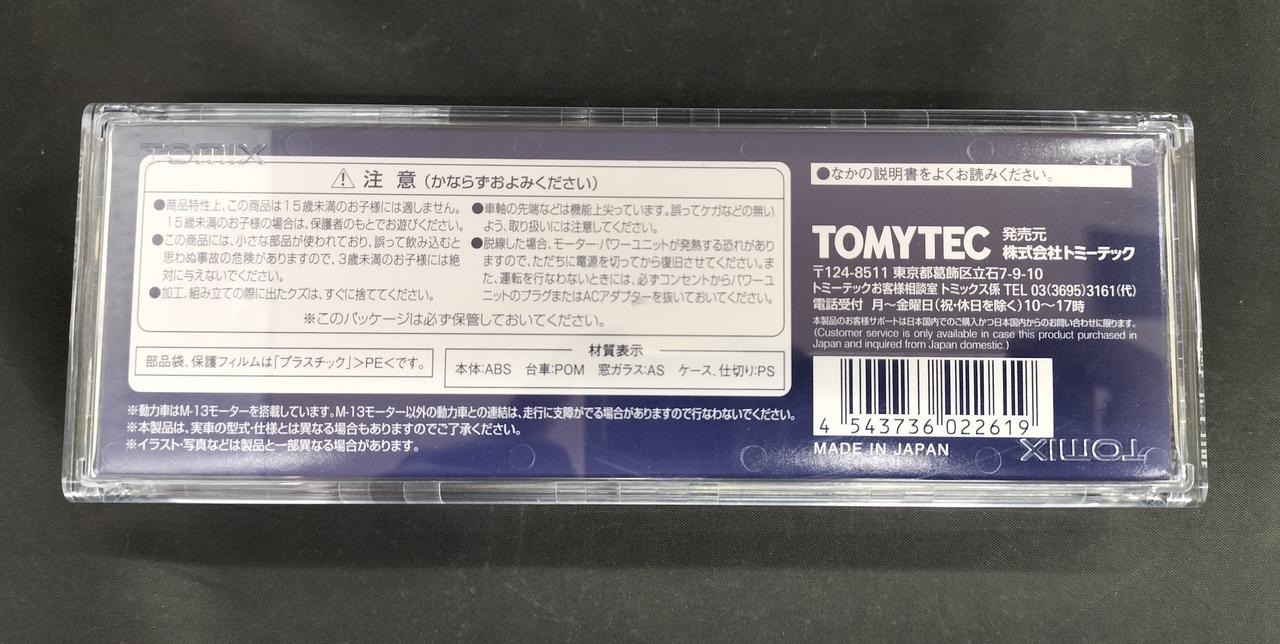 TOMIX
⚠ 注 意 (かならずおよみください)
●商品特性上、この商品は15歳未満のお子様には適しません。
15歳未満のお子様の場合は、保護者のもとでお遊びください。
●この商品には、小さな部品が使われており、誤って飲み込むと
思わぬ事故の危険がありますので、3歳未満のお子様には絶
対に与えないでください。
●加工、組み立ての際に出たクズは、すぐに捨ててください。
●車輪の先端などは機能上尖っています。誤ってケガなどの無い
よう、取り扱いには注意してください。
●脱線した場合、モーター・パワーユニットが発熱する恐れがあり
ますので、ただちに電源を切ってから復旧させてください。ま
た、運転を行なわないときには、必ずコンセントからパワーユ
ニットのプラグまたはACアダプターを抜いておいてください。
※このパッケージは必ず保管しておいてください。
部品袋、保護フィルムは「プラスチック」>PE<です。
材質表示
本体:ABS 台車:POM 窓ガラス:AS ケース、仕切り:PS
※動力車はM-13モーターを搭載しています。M-13モーター以外の動力車との連結は、走行に支障がでる場合がありますので行なわないでください。
※本製品は、実車の型式・仕様とは異なる場合もありますのでご了承ください。
※イラスト・写真などは製品と一部異なる場合があります。
>PS<
●なかの説明書をよくお読みください。
TOMYTEC 発売元
株式会社トミーテック
〒124-8511 東京都葛飾区立石7-9-10
トミーテックお客様相談室 トミックス係 TEL 03(3695)3161(代)
電話受付 月〜金曜日(祝・休日を除く)10〜17時
本製品のお客様サポートは日本国内でのご購入かつ日本国内からのお問い合わせに限ります。
(Customer service is only available in case this product purchased in
Japan and inquired from Japan domestic.)
4 543736 022619
MADE IN JAPAN
TOMIX